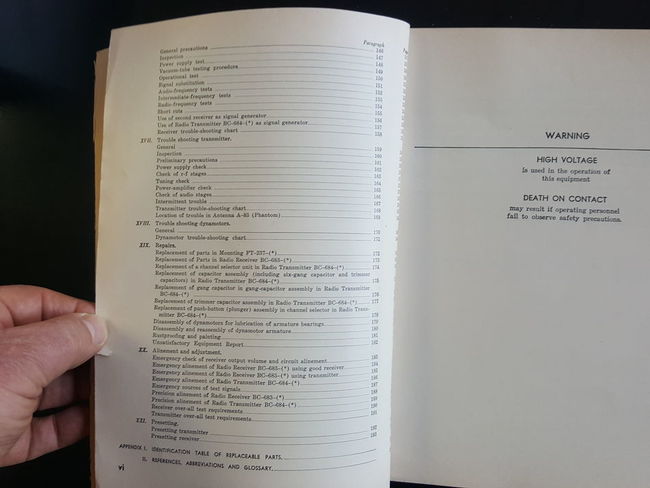 Paragraph
General precautions 146
Inspection 147
Power supply test 148
Vacuum-tube testing procedure 149
Operational test 150
Signal substitution 151
Audio-frequency tests 152
Intermediate-frequency tests 153
Radio-frequency tests 154
Short cuts 155
Use of second receiver as signal generator 156
Use of Radio Transmitter BC-684-(*) as signal generator 157
Receiver trouble-shooting chart 158
XVII. Trouble shooting transmitter.
General 159
Inspection 160
Preliminary precautions 161
Power supply check 162
Check of r-f stages 163
Tuning check 164
Power-amplifier check 165
Check of audio stages 166
Intermittent trouble 167
Transmitter trouble-shooting chart 168
Location of trouble in Antenna A-83 (Phantom) 169
XVIII. Trouble shooting dynamotors.
General 170
Dynamotor trouble-shooting chart
XIX. Repairs.
Replacement of parts in Mounting FT-237-(*) 172
Replacement of Parts in Radio Receiver BC-683-(*) 173
Replacement of a channel selector unit in Radio Transmitter BC-684-(*) 174
Replacement of capacitor assembly (including six-gang capacitor and trimmer
capacitors) in Radio Transmitter BC-684-(*) 175
Replacement of gang capacitor in gang-capacitor assembly in Radio Transmitter
BC-684-(*) 176
Replacement of trimmer capacitor assembly in Radio Transmitter BC-684-(*) 177
Replacement of push-button (plunger) assembly in channel selector in Radio Trans-
mitter BC-684-(*) 178
Disassembly of dynamotors for lubrication of armature bearings 179
Disassembly and reassembly of dynamotor armature 180
Rustproofing and painting 181
Unsatisfactory Equipment Report 182
XX. Alinement and adjustment.
Emergency check of receiver output volume and circuit alinement 183
Emergency alinement of Radio Receiver BC-683-(*) using good receiver 184
Emergency alinement of Radio Receiver BC-683-(*) using transmitter 185
Emergency alinement of Radio Transmitter BC-684-(*) 186
Emergency sources of test signals 187
Precision alinement of Radio Receiver BC-683-(*) 188
Precision alinement of Radio Transmitter BC-684-(*) 189
Receiver over-all test requirements 190
Transmitter over-all test requirements 191
XXI. Presetting.
Presetting transmitter 192
Presetting receiver 193
APPENDIX I. IDENTIFICATION TABLE OF REPLACEABLE PARTS.
II. REFERENCES, ABBREVIATIONS AND GLOSSARY.
vi
WARNING
HIGH VOLTAGE
is used in the operation of
this equipment
DEATH ON CONTACT
may result if operating personnel
fail to observe safety precautions.